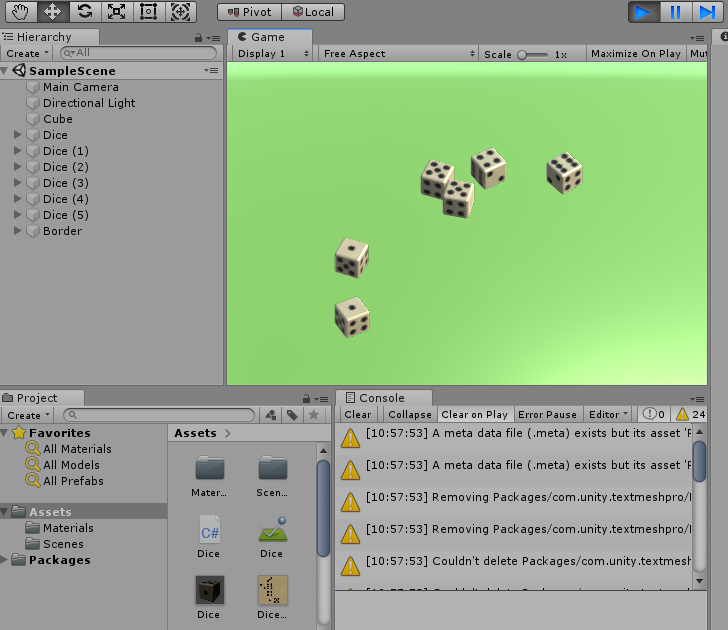 Pivot Local
Hierarchy
Create All
SampleScene
Main Camera
Directional Light
Cube
Dice
Dice (1)
Dice (2)
Dice (3)
Dice (4)
Dice (5)
Border
Game
Display 1 Free Aspect Scale 1x Maximize On Play Mut
Project
Create
Favorites
All Materials
All Models
All Prefabs
Assets
Materials
Scenes
Packages
Assets
Mater... Scen...
C#
Dice Dice
Dice Dice...
Console
Clear Collapse Clear on Play Error Pause Editor 0 24
[10:57:53] A meta data file (.meta) exists but its asset 'P
[10:57:53] A meta data file (.meta) exists but its asset 'P
[10:57:53] Removing Packages/com.unity.textmeshpro/
[10:57:53] Removing Packages/com.unity.textmeshpro/
[10:57:53] Couldn't delete Packages/com.unity.textmesh